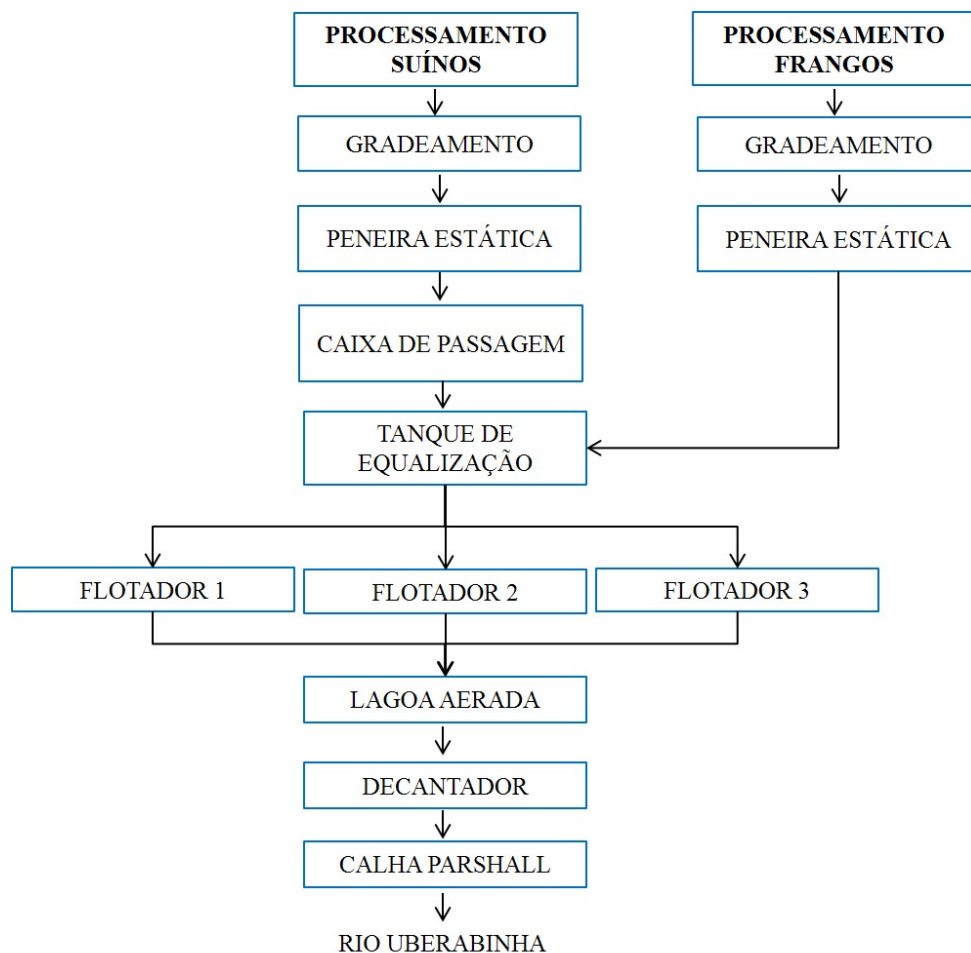 PROCESSAMENTO
SUÍNOS
PROCESSAMENTO
FRANGOS
GRADEAMENTO
GRADEAMENTO
PENEIRA ESTÁTICA
PENEIRA ESTÁTICA
CAIXA DE PASSAGEM
TANQUE DE
EQUALIZAÇÃO
FLOTADOR 1
FLOTADOR 2
FLOTADOR 3
LAGOA AERADA
DECANTADOR
CALHA PARSHALL
RIO UBERABINHA